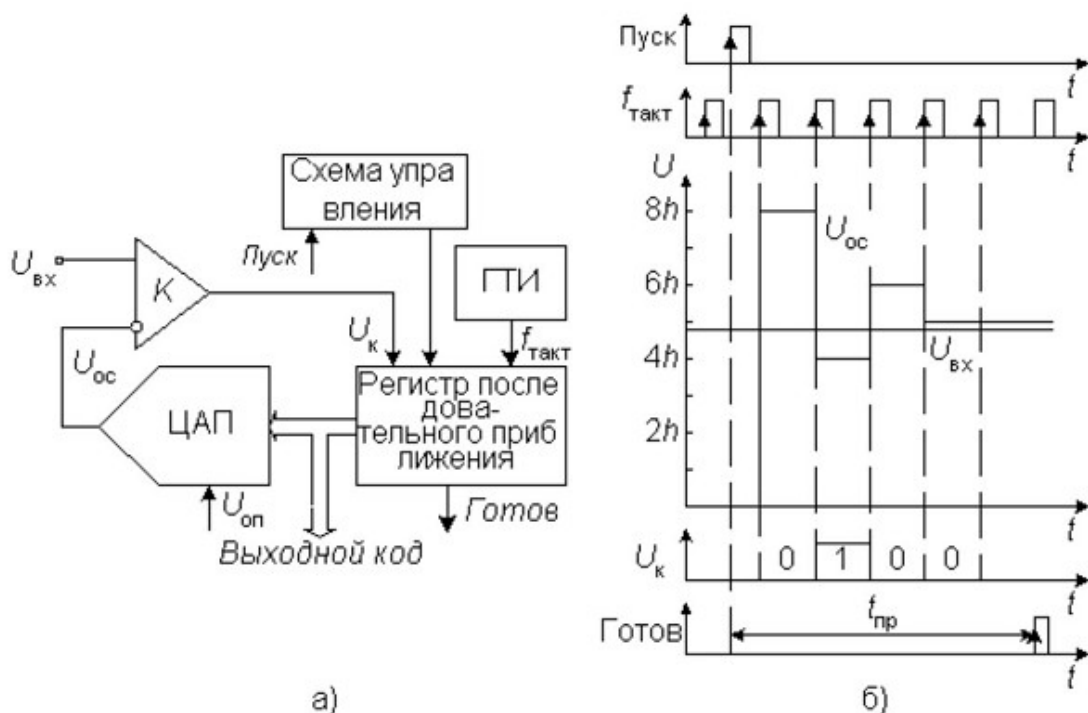 Схема упра
вления
Пуск
U вх
K
ГТИ
U к
f такт
U ос
ЦАП
Регистр после
дова-
тельного приб
лижения
U оп
Готов
Выходной код
а)
Пуск
t
f такт
t
U
8h
U ос
6h
U вх
4h
2h
t
U к
0 1 0 0
t
Готов
t пр
t
б)